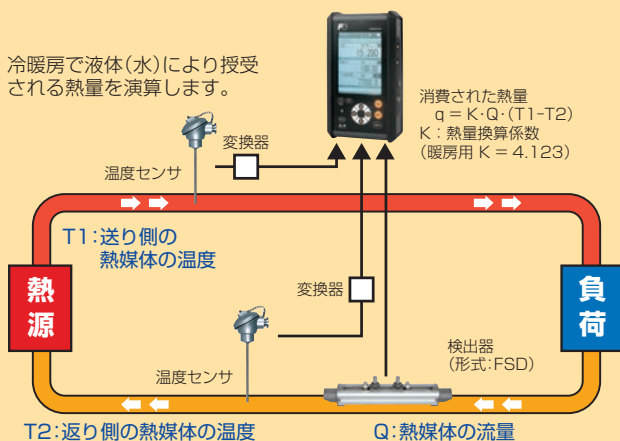 冷暖房で液体(水)により授受
される熱量を演算します。
消費された熱量
q = K·Q·(T1-T2)
K：熱量換算係数
(暖房用 K = 4.123)
変換器
温度センサ
T1:送り側の
熱媒体の温度
熱源
負荷
変換器
検出器
(形式:FSD)
温度センサ
T2:返り側の熱媒体の温度
Q:熱媒体の流量